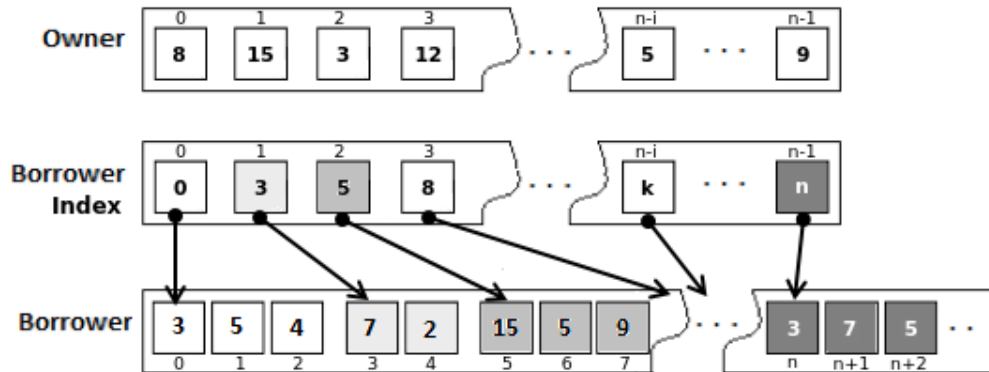 0 1 2 3 n-i n-1
Owner 8 15 3 12 . . . 5 . . . 9
0 1 2 3 n-i n-1
Borrower
Index 0 3 5 8 . . . k . . . n
Borrower 3 5 4 7 2 15 5 9 . . . 3 7 5 . .
0 1 2 3 4 5 6 7 n n+1 n+2